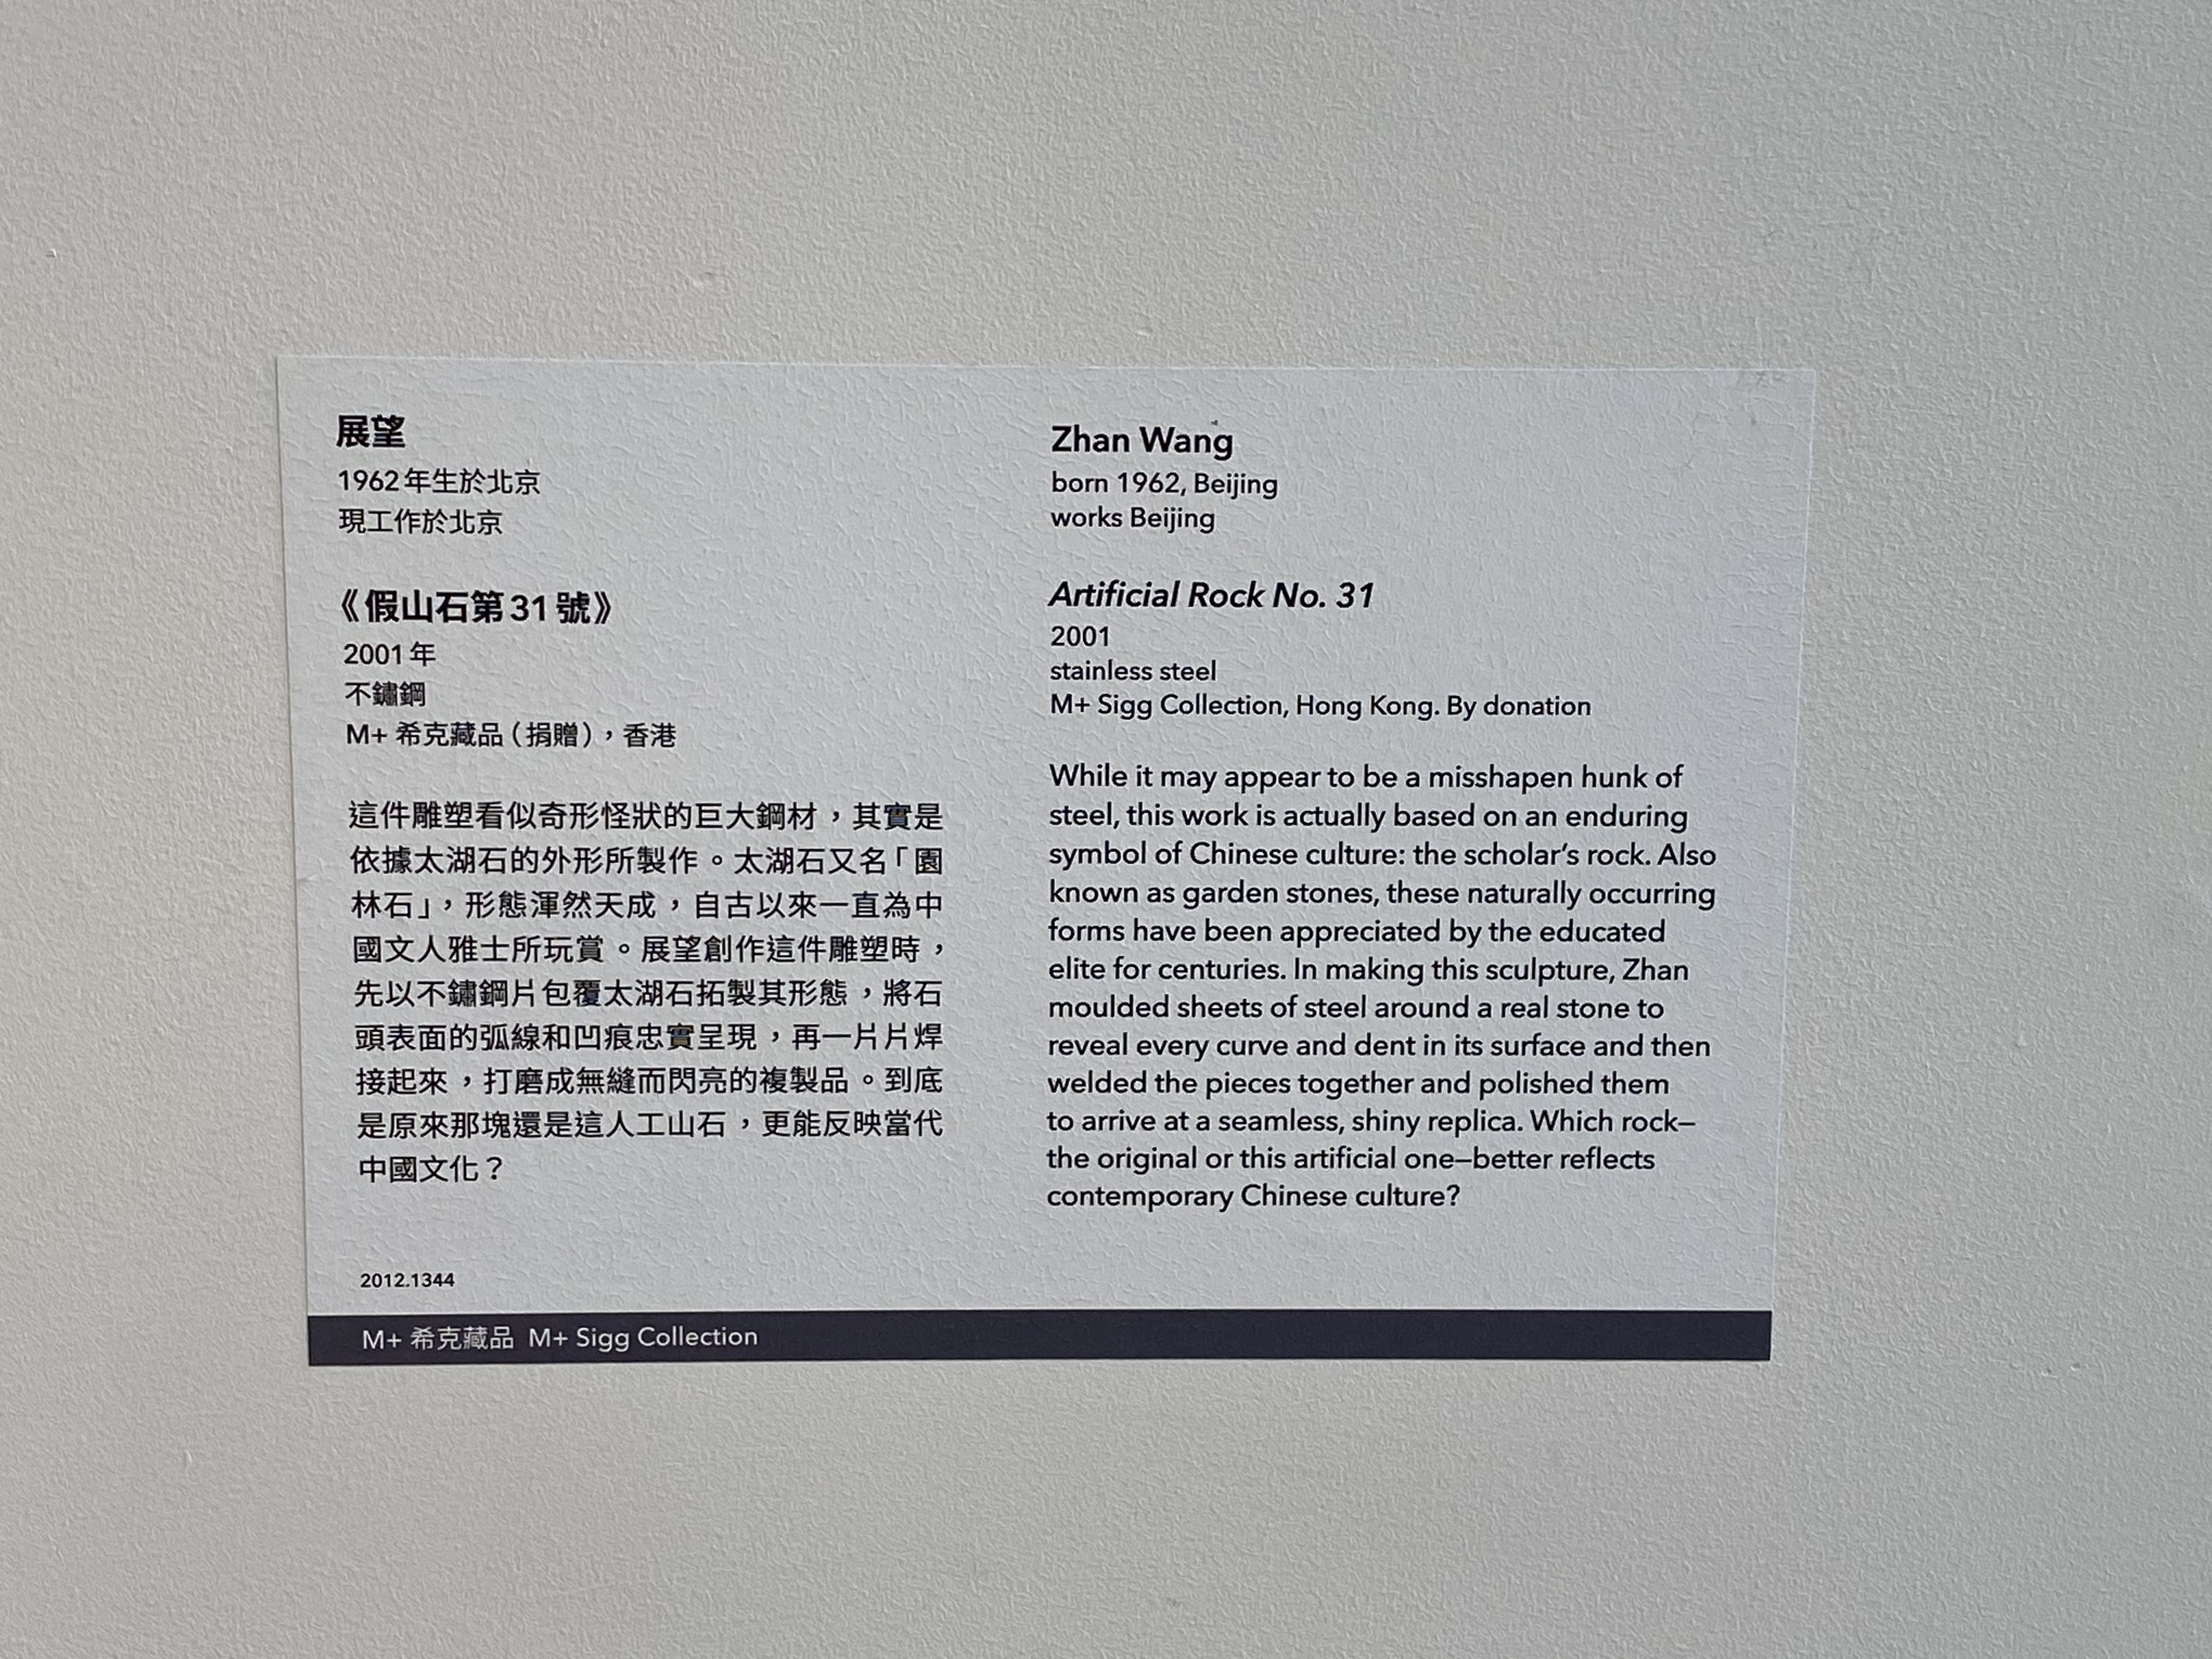 展望
1962年生於北京
現工作於北京
《假山石第31號》
2001年
不鏽鋼
M+ 希克藏品（捐贈），香港
這件雕塑看似奇形怪狀的巨大鋼材，其實是
依據太湖石的外形所製作。太湖石又名「園
林石」，形態渾然天成，自古以來一直為中
國文人雅士所玩賞。展望創作這件雕塑時，
先以不鏽鋼片包覆太湖石拓製其形態，將石
頭表面的弧線和凹痕忠實呈現，再一片片焊
接起來，打磨成無縫而閃亮的複製品。到底
是原來那塊還是這人工山石，更能反映當代
中國文化？
2012.1344
Zhan Wang
born 1962, Beijing
works Beijing
Artificial Rock No. 31
2001
stainless steel
M+ Sigg Collection, Hong Kong. By donation
While it may appear to be a misshapen hunk of
steel, this work is actually based on an enduring
symbol of Chinese culture: the scholar’s rock. Also
known as garden stones, these naturally occurring
forms have been appreciated by the educated
elite for centuries. In making this sculpture, Zhan
moulded sheets of steel around a real stone to
reveal every curve and dent in its surface and then
welded the pieces together and polished them
to arrive at a seamless, shiny replica. Which rock—
the original or this artificial one—better reflects
contemporary Chinese culture?
M+ 希克藏品 M+ Sigg Collection